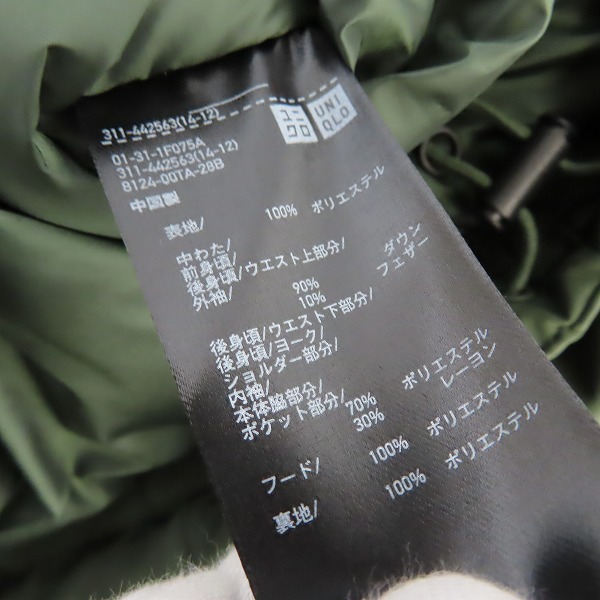 311-442563(14-12)
ユニ
クロ
UNI
QLO
01-31-1F075A
311-442563(14-12)
8124-00TA-28B
中国製
表地/
100% ポリエステル
中わた/
前身頃/
後身頃/ウエスト上部分/
外袖/
90% ダウン
10% フェザー
後身頃/ウエスト下部分/
後身頃/ヨーク/
ショルダー部分/
内袖/
本体脇部分/
ポケット部分/
70% ポリエステル
30% レーヨン
フード/
100% ポリエステル
裏地/
100% ポリエステル